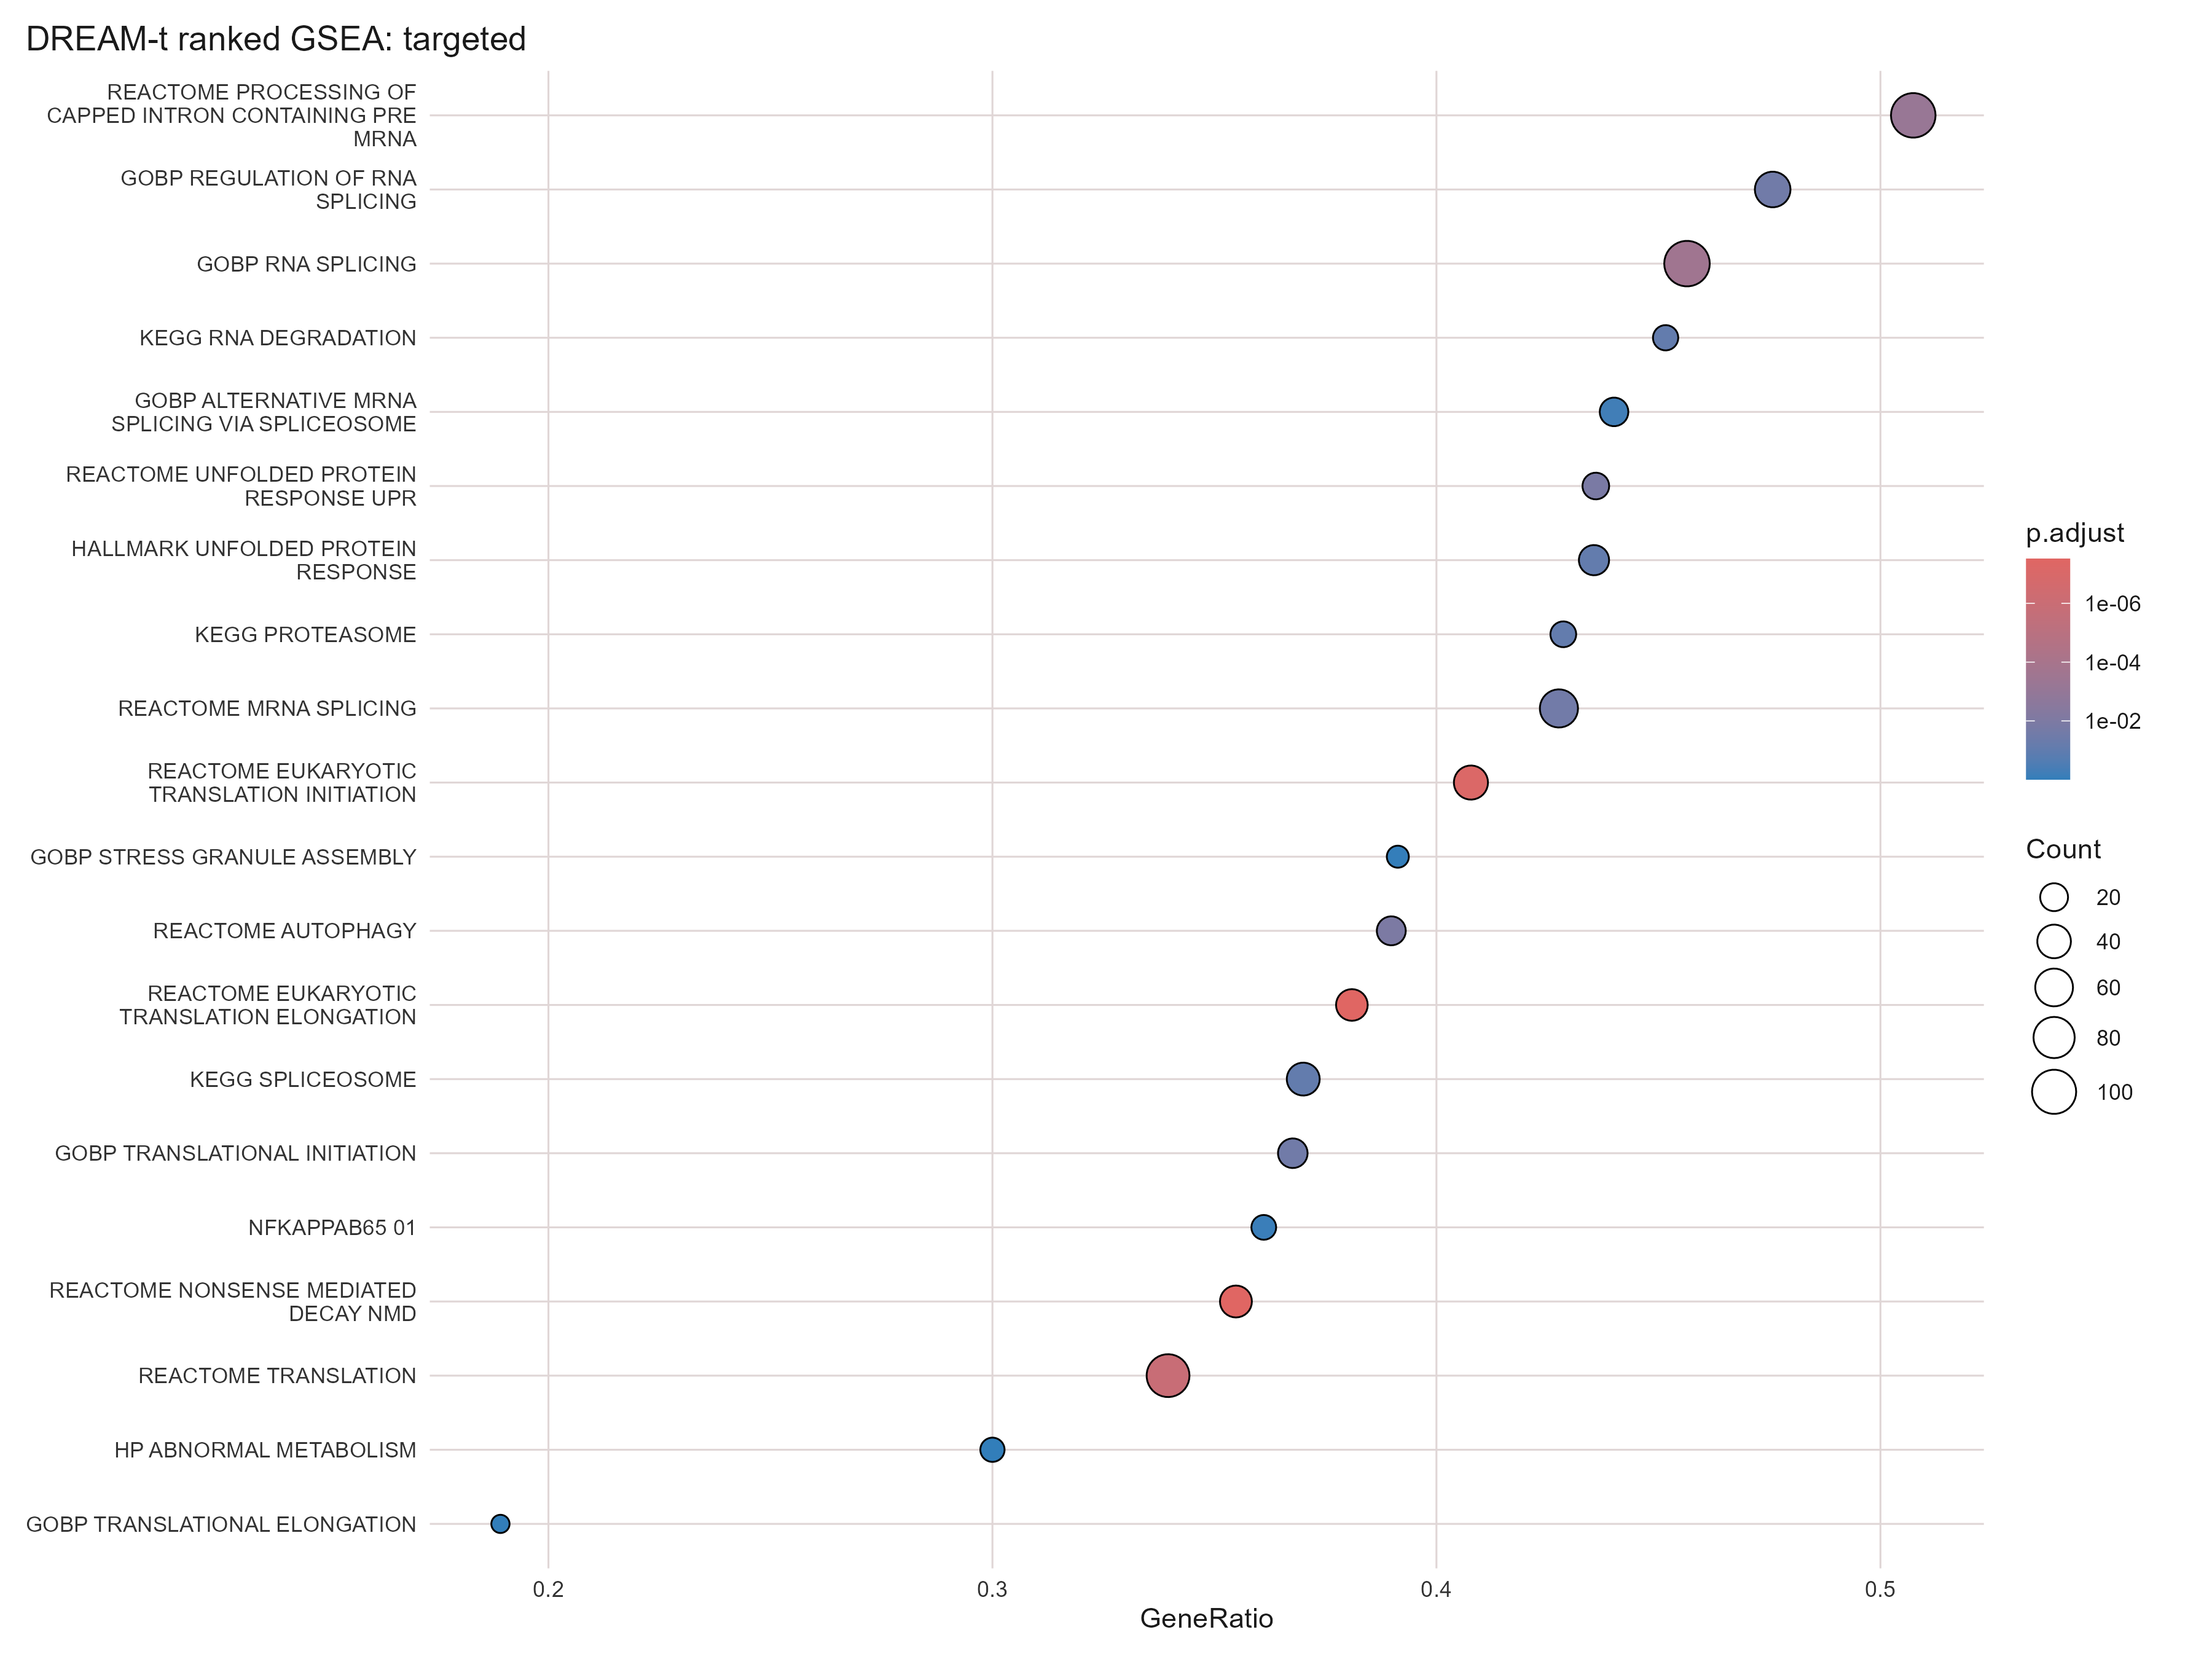 DREAM-t ranked GSEA: targeted
REACTOME PROCESSING OF
CAPPED INTRON CONTAINING PRE
MRNA
GOBP REGULATION OF RNA
SPLICING
GOBP RNA SPLICING
KEGG RNA DEGRADATION
GOBP ALTERNATIVE MRNA
SPLICING VIA SPLICEOSOME
REACTOME UNFOLDED PROTEIN
RESPONSE UPR
HALLMARK UNFOLDED PROTEIN
RESPONSE
KEGG PROTEASOME
REACTOME MRNA SPLICING
REACTOME EUKARYOTIC
TRANSLATION INITIATION
GOBP STRESS GRANULE ASSEMBLY
REACTOME AUTOPHAGY
REACTOME EUKARYOTIC
TRANSLATION ELONGATION
KEGG SPLICEOSOME
GOBP TRANSLATIONAL INITIATION
NFKAPPAB65 01
REACTOME NONSENSE MEDIATED
DECAY NMD
REACTOME TRANSLATION
HP ABNORMAL METABOLISM
GOBP TRANSLATIONAL ELONGATION
0.2
0.3
0.4
0.5
GeneRatio
p.adjust
1e-06
1e-04
1e-02
Count
20
40
60
80
100